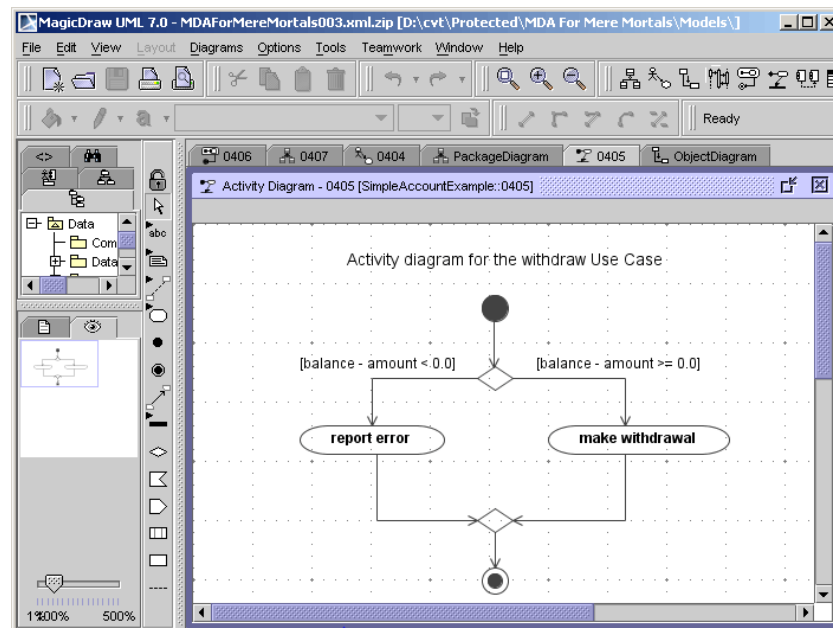 MagicDraw UML 7.0 - MDAForMereMortals003.xml.zip [D:\cvt\Protected\MDA For Mere Mortals\Models\]
File Edit View Layout Diagrams Options Tools Teamwork Window Help
Ready
0406 0407 0404 PackageDiagram 0405 ObjectDiagram
Activity Diagram - 0405 [SimpleAccountExample::0405]
Data
Com
Data
abc
Activity diagram for the withdraw Use Case
[balance - amount < 0.0] [balance - amount >= 0.0]
report error make withdrawal
500%